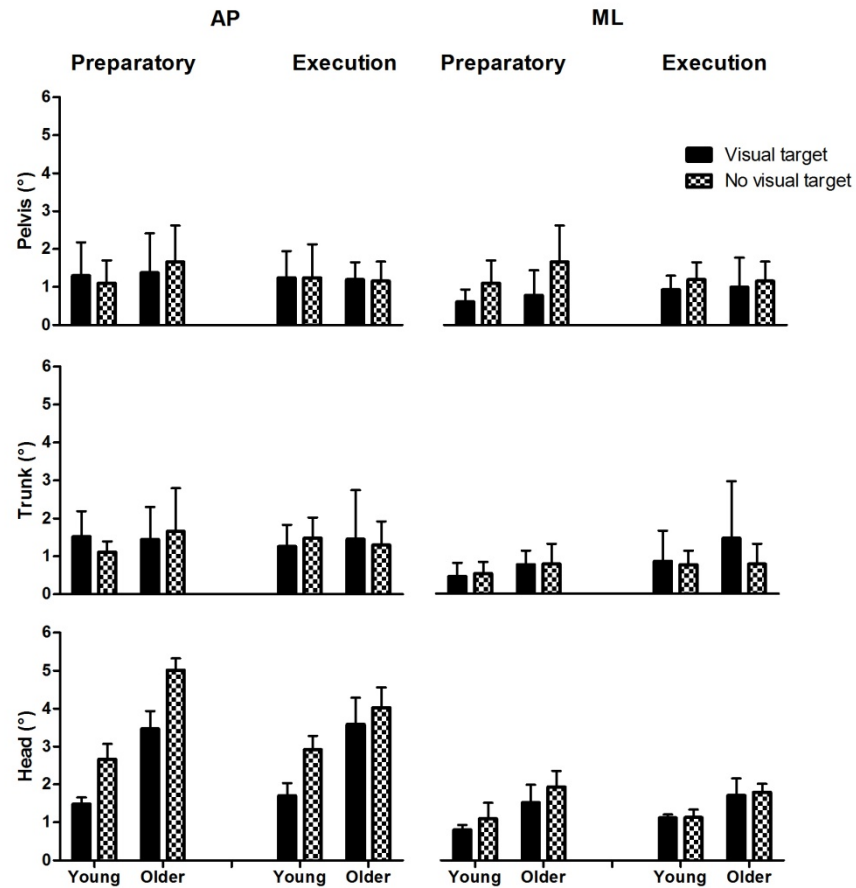 AP ML
Preparatory Execution Preparatory Execution
Visual target
No visual target
Pelvis (°)
6
5
4
3
2
1
0
Trunk (°)
6
5
4
3
2
1
0
Head (°)
6
5
4
3
2
1
0
Young Older Young Older Young Older Young Older